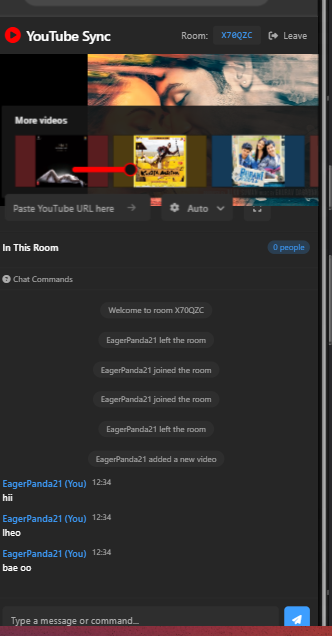 YouTube Sync
Room: X70QZC Leave
More videos
Paste YouTube URL here
Auto
In This Room
0 people
Chat Commands
Welcome to room X70QZC
EagerPanda21 left the room
EagerPanda21 joined the room
EagerPanda21 joined the room
EagerPanda21 left the room
EagerPanda21 added a new video
EagerPanda21 (You) 12:34
hii
EagerPanda21 (You) 12:34
lheo
EagerPanda21 (You) 12:34
bae oo
Type a message or command...